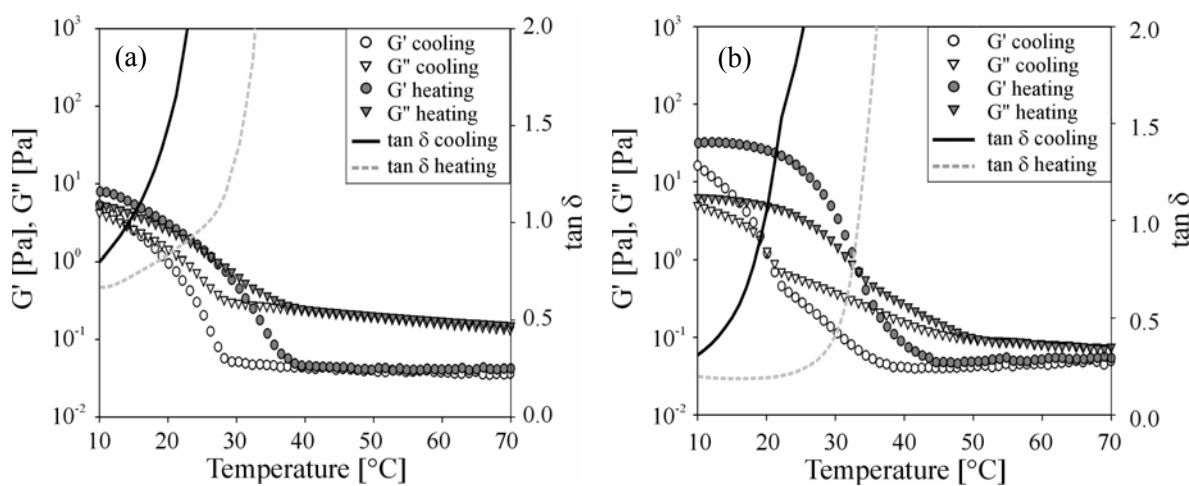 (a)
G' cooling
G" cooling
G' heating
G" heating
tan δ cooling
tan δ heating
10³
10²
10¹
10⁰
10⁻¹
10⁻²
G' [Pa], G" [Pa]
2.0
1.5
1.0
0.5
0.0
tan δ
10 20 30 40 50 60 70
Temperature [°C]
(b)
G' cooling
G" cooling
G' heating
G" heating
tan δ cooling
tan δ heating
10³
10²
10¹
10⁰
10⁻¹
10⁻²
G' [Pa], G" [Pa]
2.0
1.5
1.0
0.5
0.0
tan δ
10 20 30 40 50 60 70
Temperature [°C]